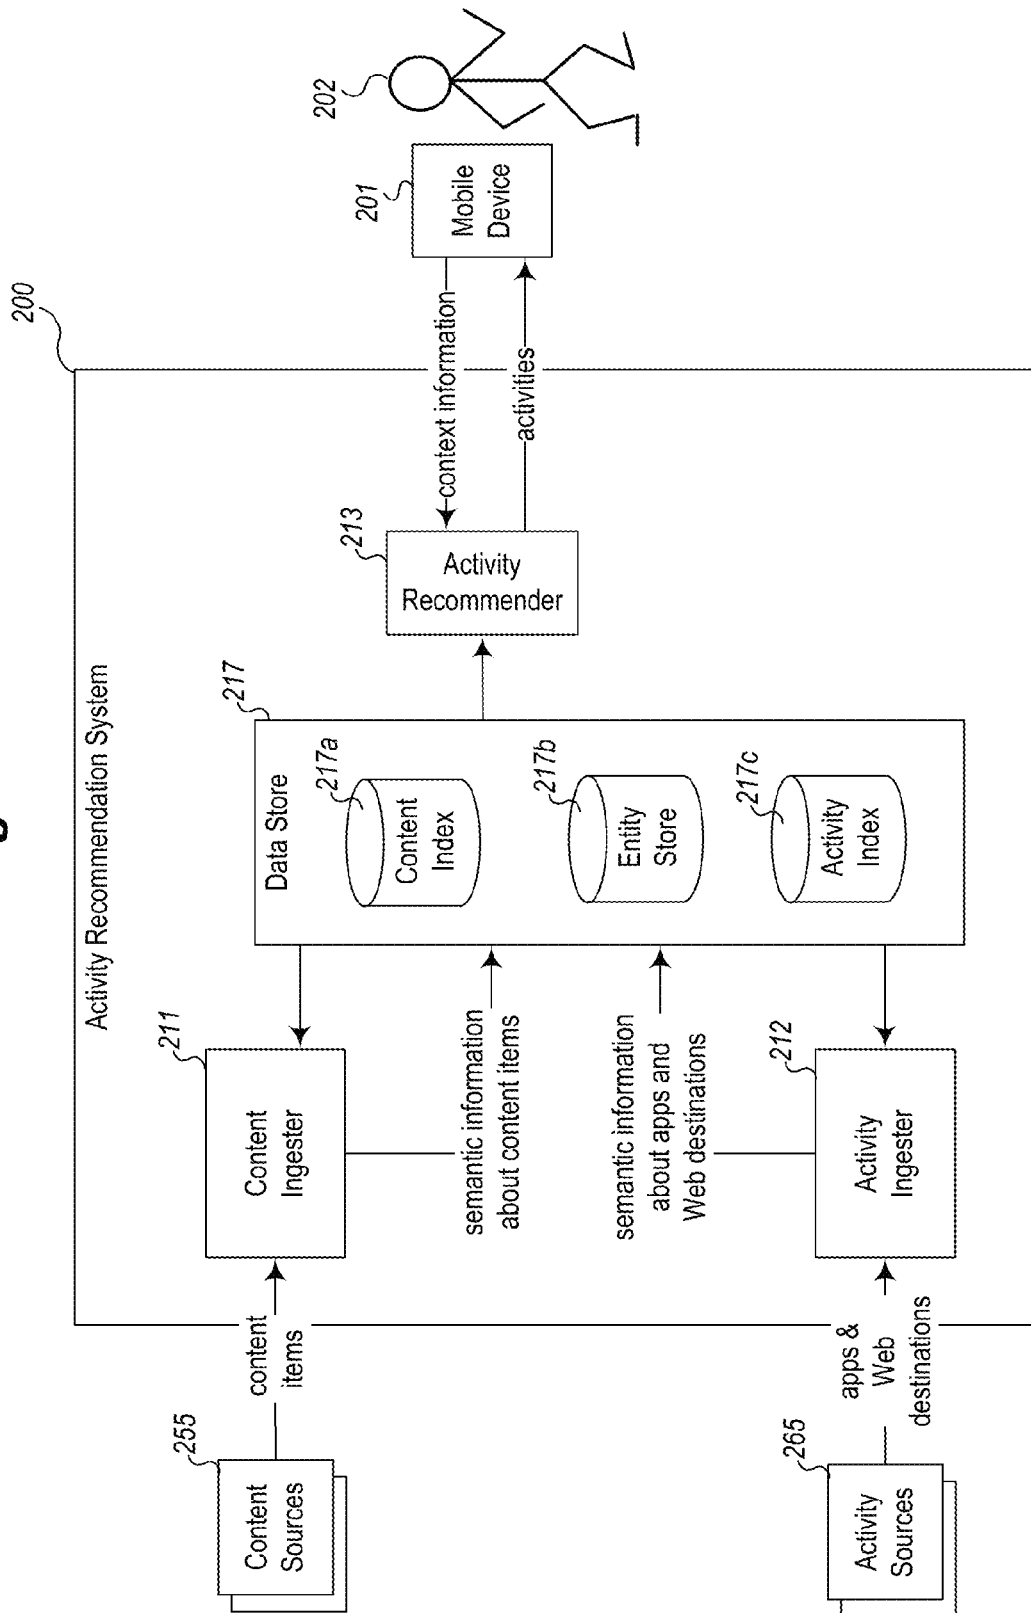 200
Activity Recommendation System
255
Content
Sources
content
items
211
Content
Ingester
semantic information
about content items
217
Data Store
217a
Content
Index
217b
Entity
Store
217c
Activity
Index
213
Activity
Recommender
context information
activities
201
Mobile
Device
202
semantic information
about apps and
Web destinations
212
Activity
Ingester
apps &
Web
destinations
265
Activity
Sources